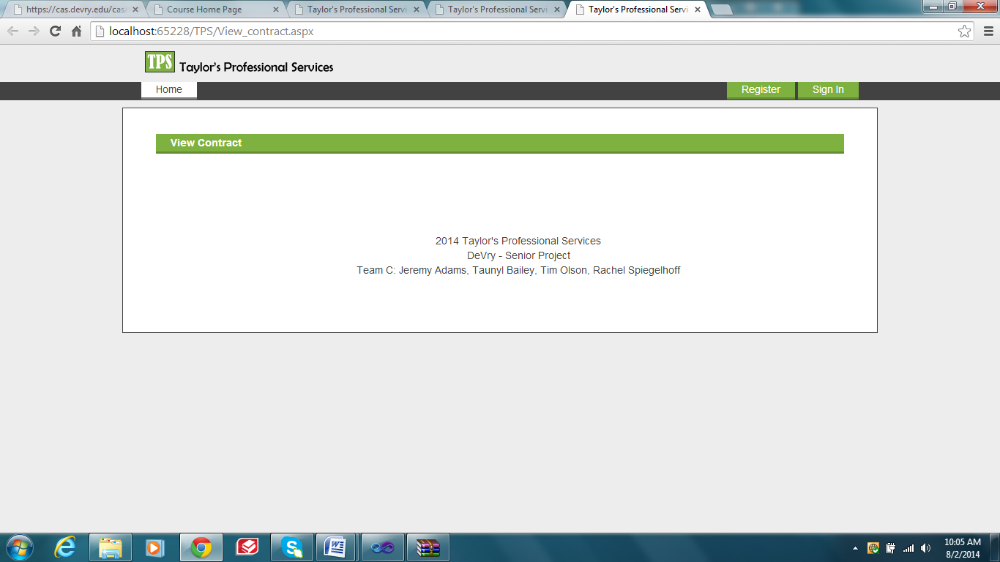 https://cas.devry.edu/cas/
Course Home Page
Taylor's Professional Servi
Taylor's Professional Servi
Taylor's Professional Servi
localhost:65228/TPS/View_contract.aspx
TPS Taylor's Professional Services
Home
Register
Sign In
View Contract
2014 Taylor's Professional Services
DeVry - Senior Project
Team C: Jeremy Adams, Taunyl Bailey, Tim Olson, Rachel Spiegelhoff
10:05 AM
8/2/2014